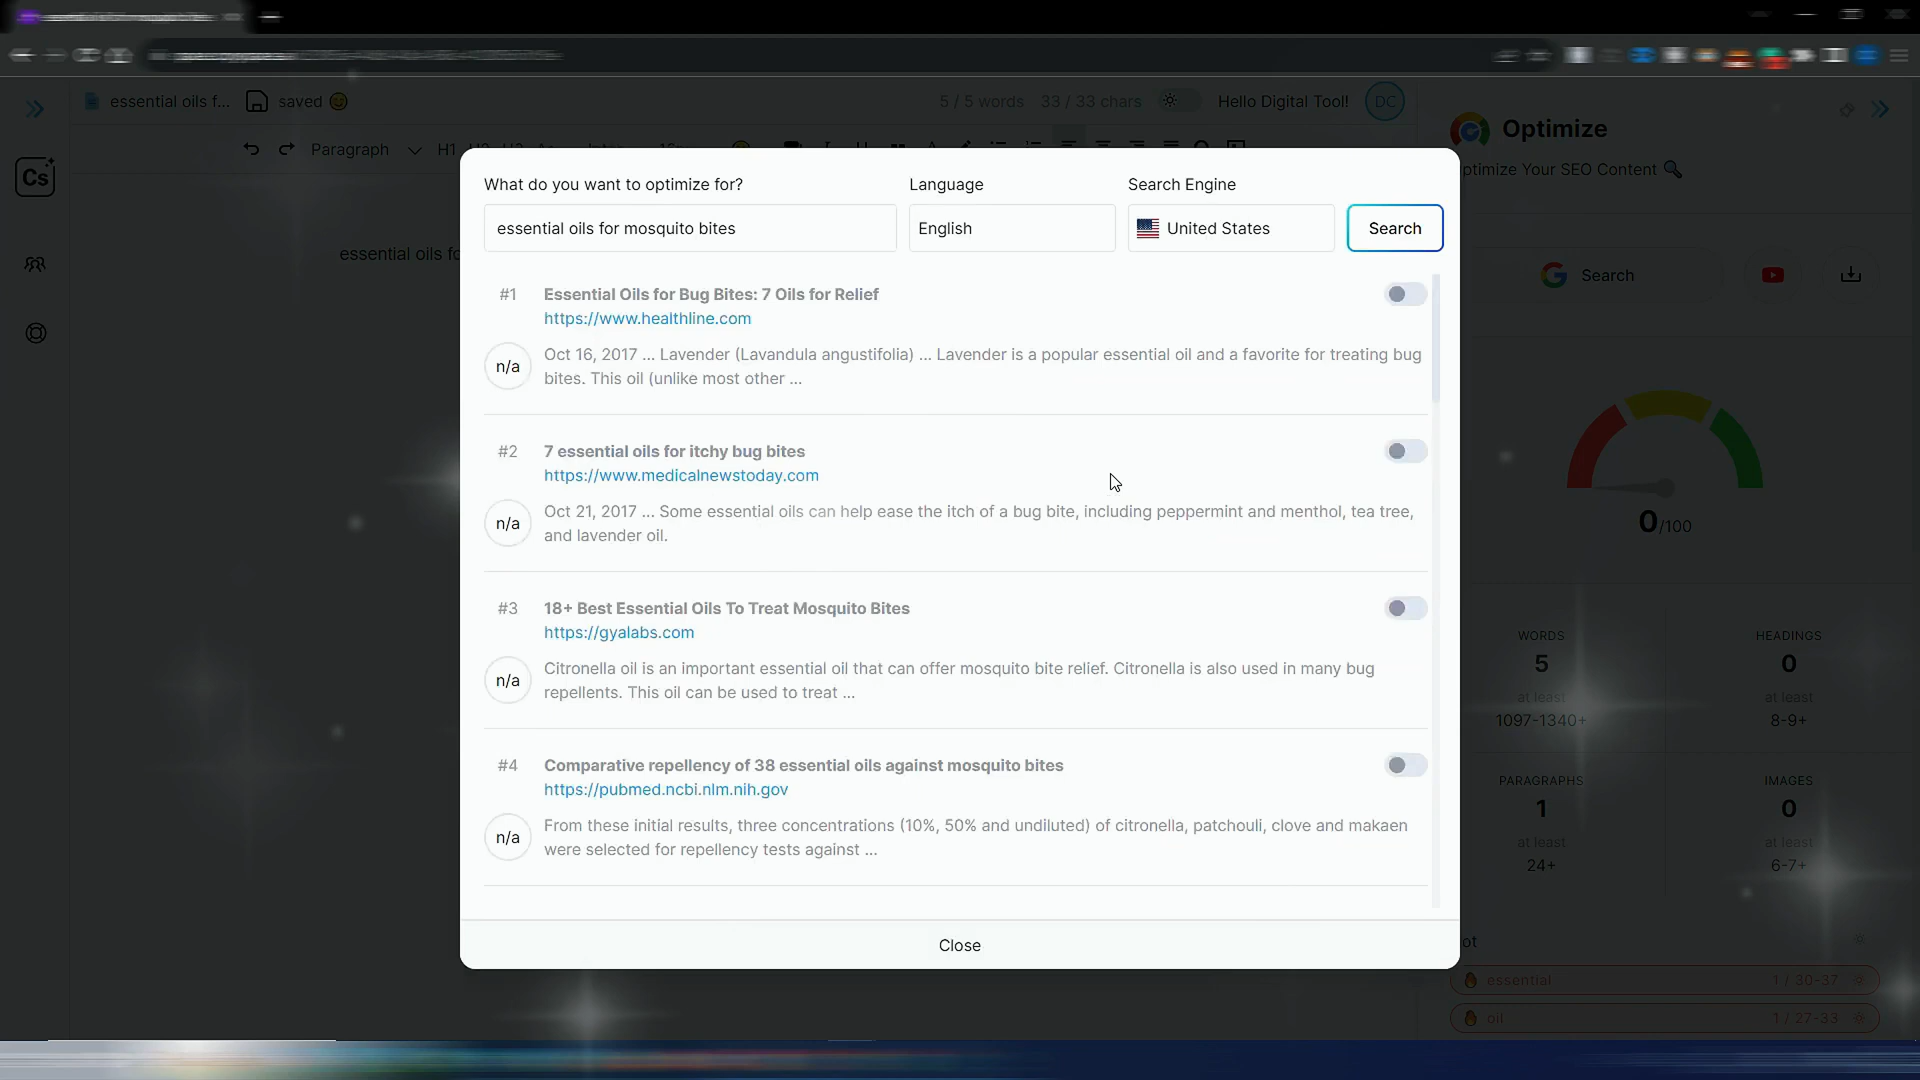 essential oils f...
saved
5 / 5 words
33 / 33 chars
Hello Digital Tool!
DC
Paragraph
H1
Cs
Optimize
ptimize Your SEO Content
essential oils fo
Search
0/100
WORDS
HEADINGS
5
0
at least
at least
1097-1340+
8-9+
PARAGRAPHS
IMAGES
1
0
at least
at least
24+
6-7+
ot
essential
1 / 30-37
oil
1 / 27-33
What do you want to optimize for?
Language
Search Engine
essential oils for mosquito bites
English
United States
Search
#1
Essential Oils for Bug Bites: 7 Oils for Relief
https://www.healthline.com
n/a
Oct 16, 2017 ... Lavender (Lavandula angustifolia) ... Lavender is a popular essential oil and a favorite for treating bug
bites. This oil (unlike most other ...
#2
7 essential oils for itchy bug bites
https://www.medicalnewstoday.com
n/a
Oct 21, 2017 ... Some essential oils can help ease the itch of a bug bite, including peppermint and menthol, tea tree,
and lavender oil.
#3
18+ Best Essential Oils To Treat Mosquito Bites
https://gyalabs.com
n/a
Citronella oil is an important essential oil that can offer mosquito bite relief. Citronella is also used in many bug
repellents. This oil can be used to treat ...
#4
Comparative repellency of 38 essential oils against mosquito bites
https://pubmed.ncbi.nlm.nih.gov
n/a
From these initial results, three concentrations (10%, 50% and undiluted) of citronella, patchouli, clove and makaen
were selected for repellency tests against ...
Close